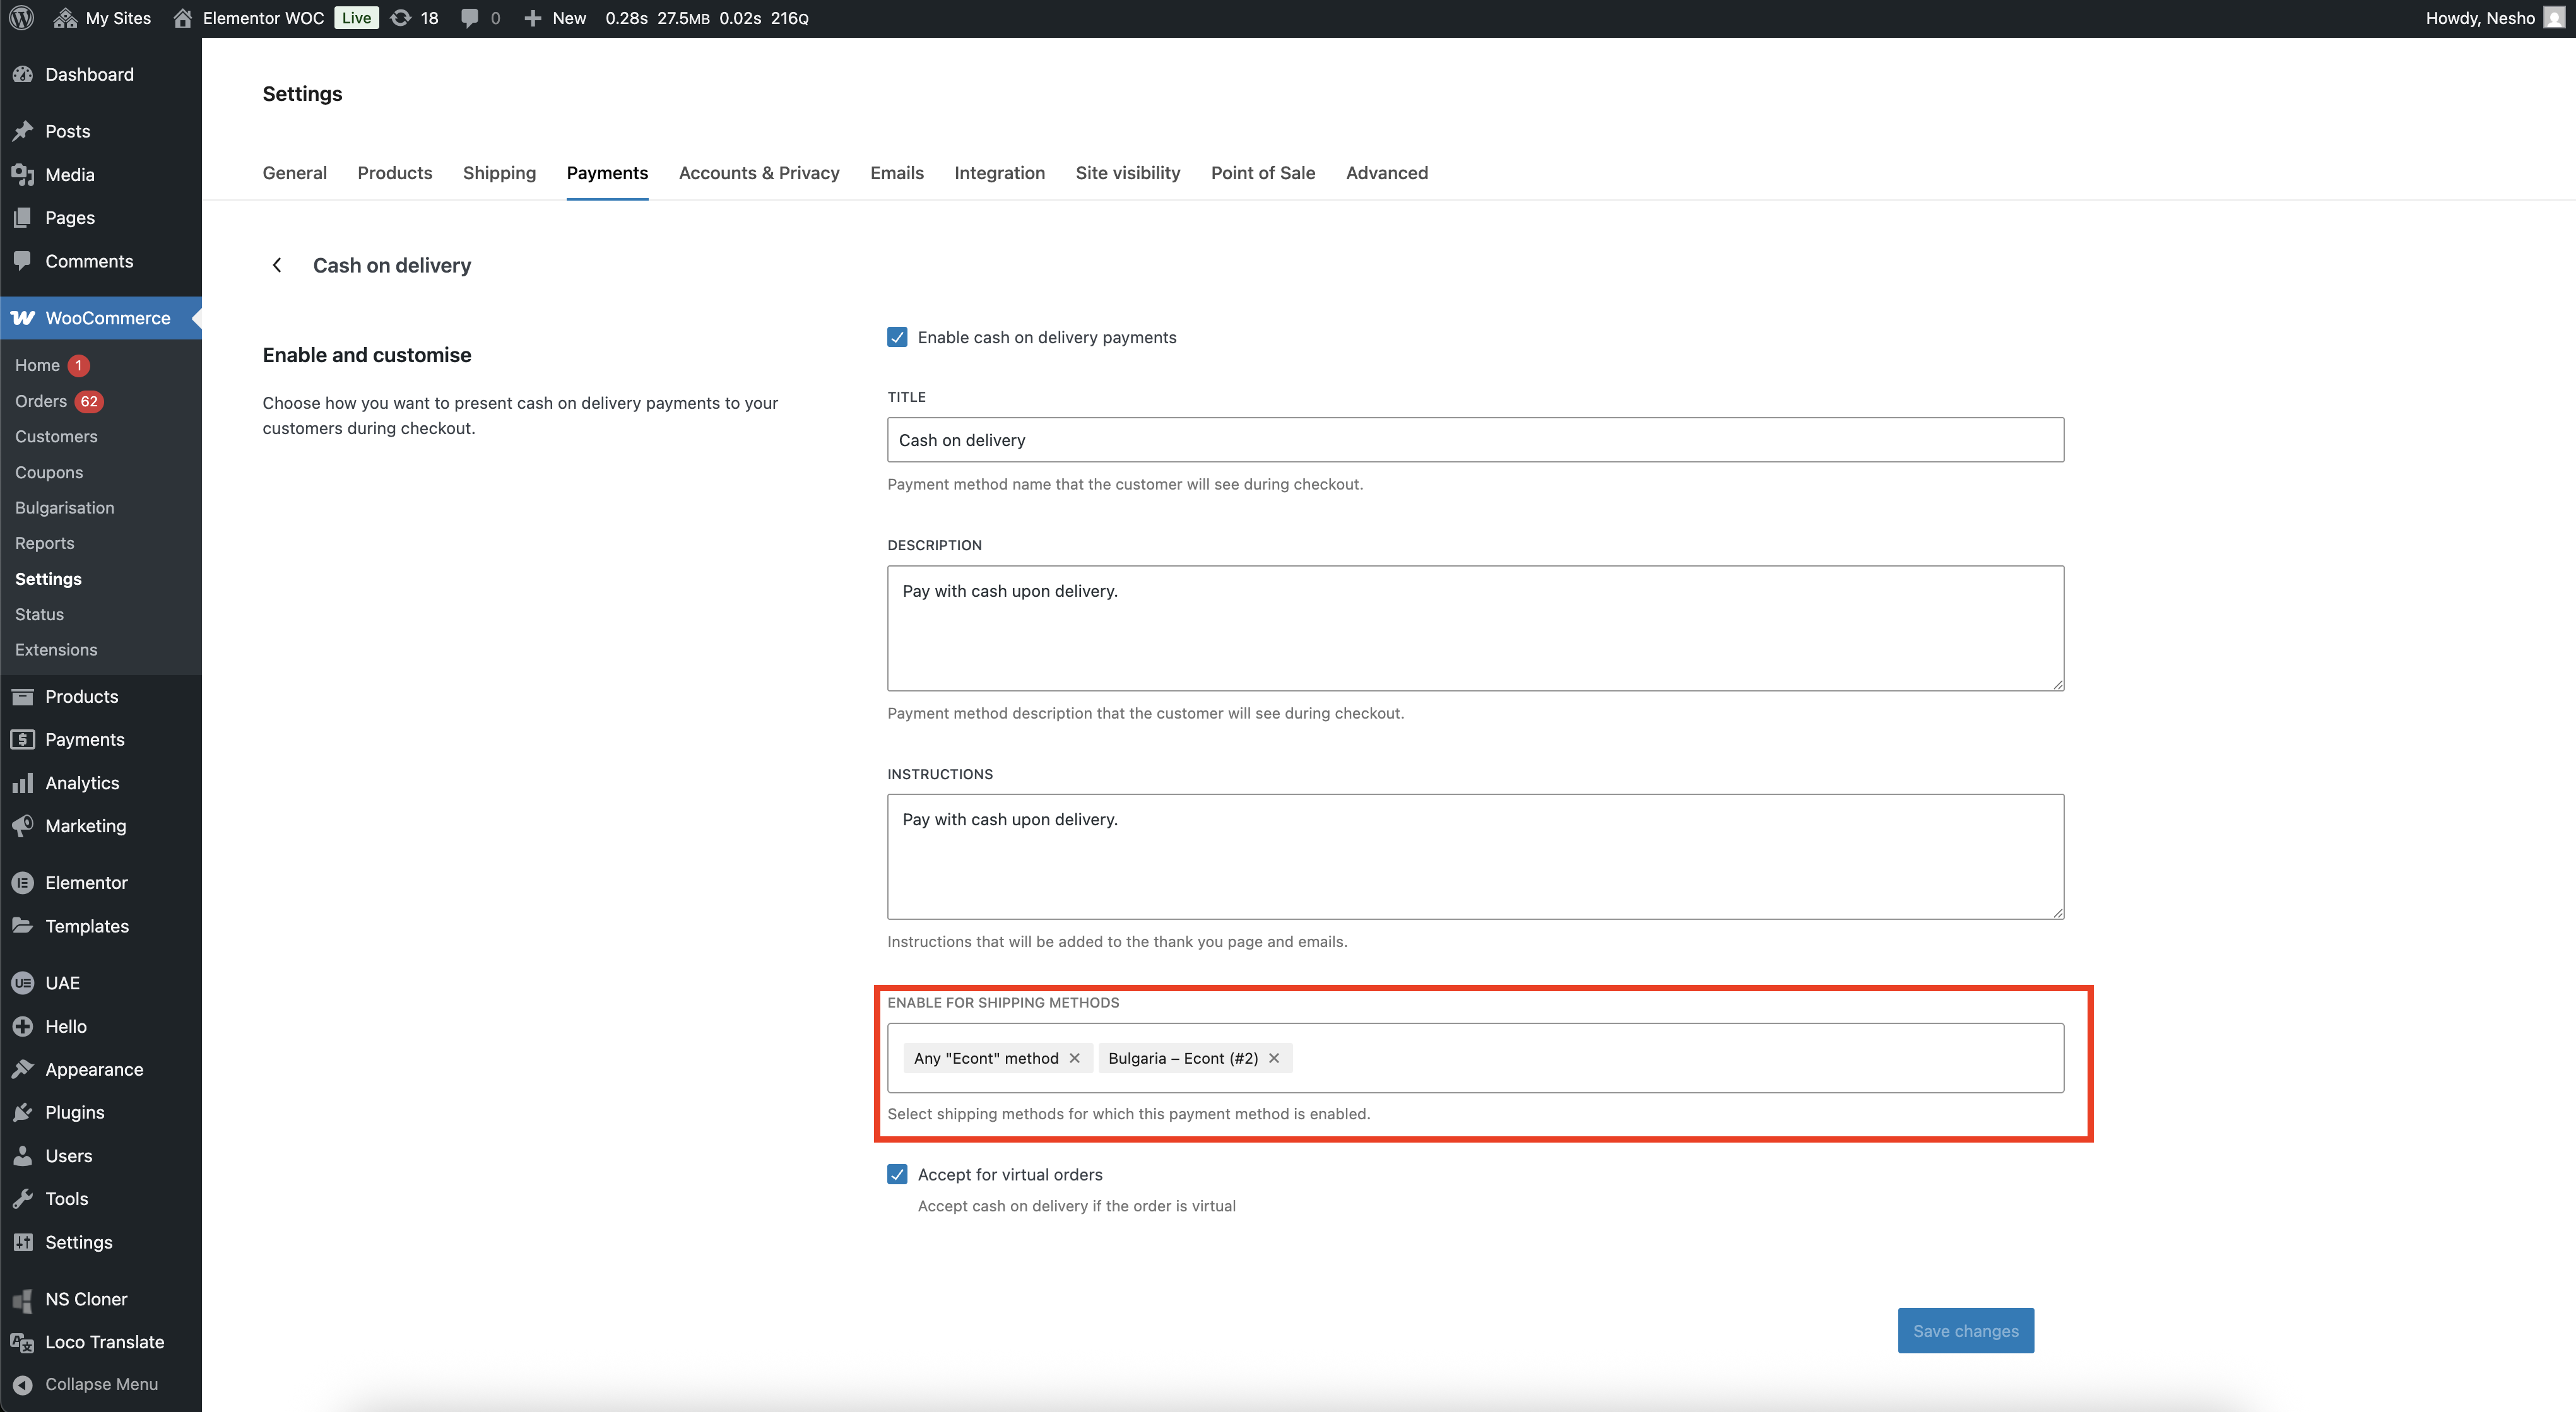 My Sites Elementor WOC Live 18 0 New 0.28s 27.5MB 0.02s 216Q Howdy, Nesho
Dashboard
Posts
Media
Pages
Comments
WooCommerce
Home 1
Orders 62
Customers
Coupons
Bulgarisation
Reports
Settings
Status
Extensions
Products
Payments
Analytics
Marketing
Elementor
Templates
UAE
Hello
Appearance
Plugins
Users
Tools
Settings
NS Cloner
Loco Translate
Collapse Menu
Settings
General Products Shipping Payments Accounts & Privacy Emails Integration Site visibility Point of Sale Advanced
Cash on delivery
Enable and customise
Choose how you want to present cash on delivery payments to your
customers during checkout.
Enable cash on delivery payments
TITLE
Cash on delivery
Payment method name that the customer will see during checkout.
DESCRIPTION
Pay with cash upon delivery.
Payment method description that the customer will see during checkout.
INSTRUCTIONS
Pay with cash upon delivery.
Instructions that will be added to the thank you page and emails.
ENABLE FOR SHIPPING METHODS
Any "Econt" method × Bulgaria – Econt (#2) ×
Select shipping methods for which this payment method is enabled.
Accept for virtual orders
Accept cash on delivery if the order is virtual
Save changes